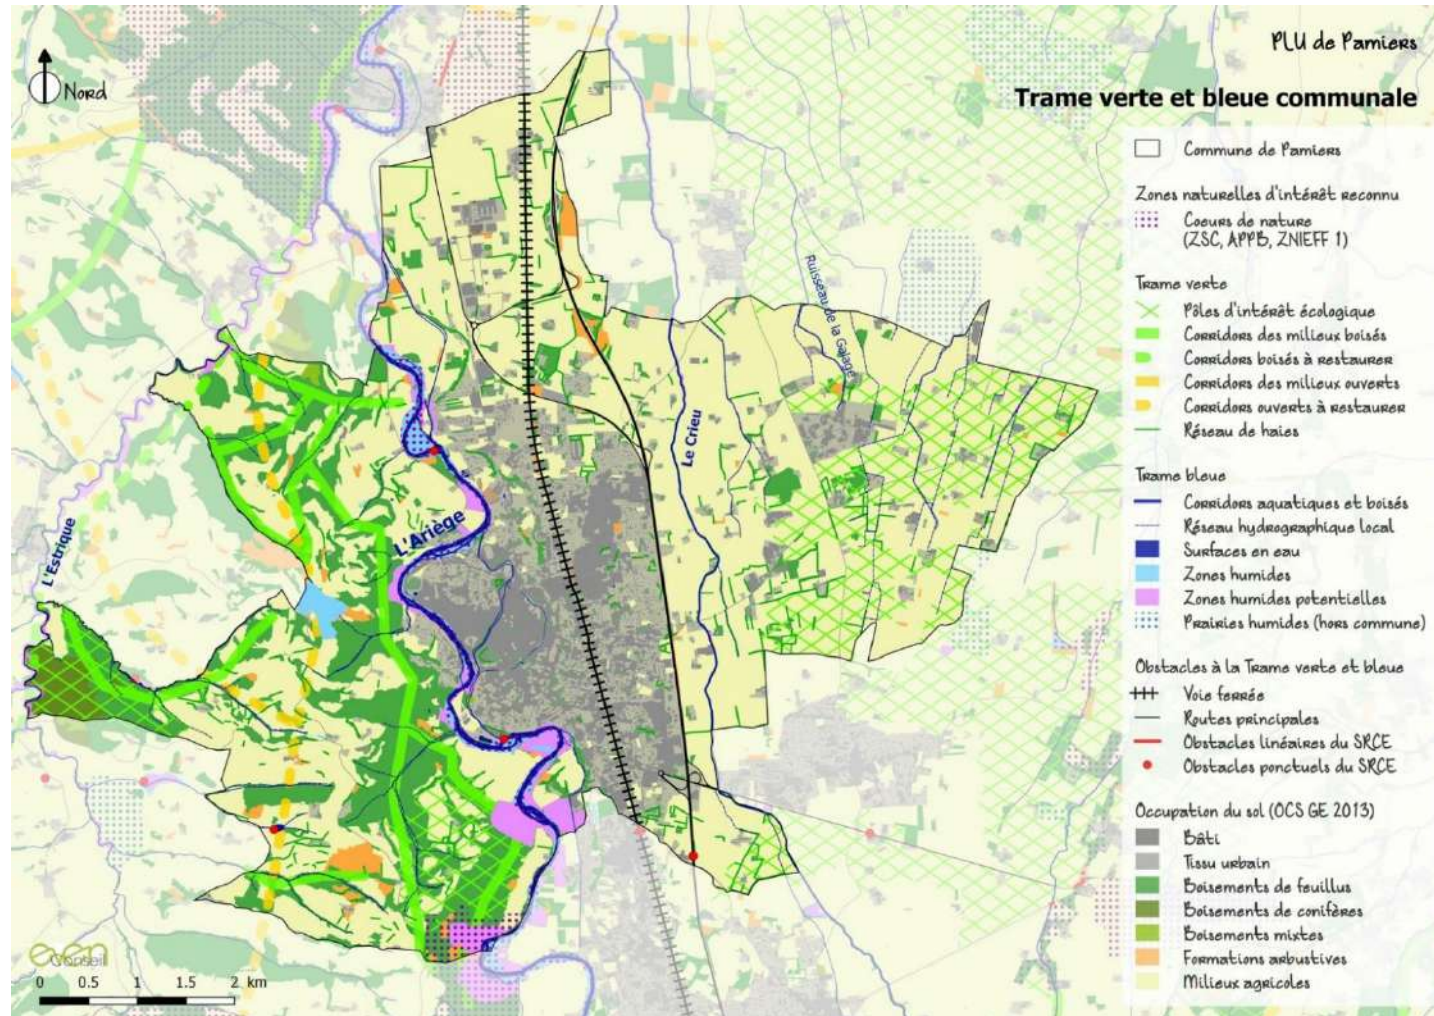 PLU de Pamiers
Nord
Trame verte et bleue communale
Commune de Pamiers
Zones naturelles d'intérêt reconnu
Coeurs de nature
(ZSC, APPB, ZNIEFF 1)
Trame verte
Pôles d'intérêt écologique
Corridors des milieux boisés
Corridors boisés à restaurer
Corridors des milieux ouverts
Corridors ouverts à restaurer
Réseau de haies
Trame bleue
Corridors aquatiques et boisés
Réseau hydrographique local
Surfaces en eau
Zones humides
Zones humides potentielles
Prairies humides (hors commune)
Obstacles à la Trame verte et bleue
Voie ferrée
Routes principales
Obstacles linéaires du SRCE
Obstacles ponctuels du SRCE
Occupation du sol (OCS GE 2013)
Bâti
Tissu urbain
Boisements de feuillus
Boisements de conifères
Boisements mixtes
Formations arbustives
Milieux agricoles
Ruisseau de la Galage
Le Crieu
L'Ariège
L'Estrique
even
Conseil
0 0.5 1 1.5 2 km